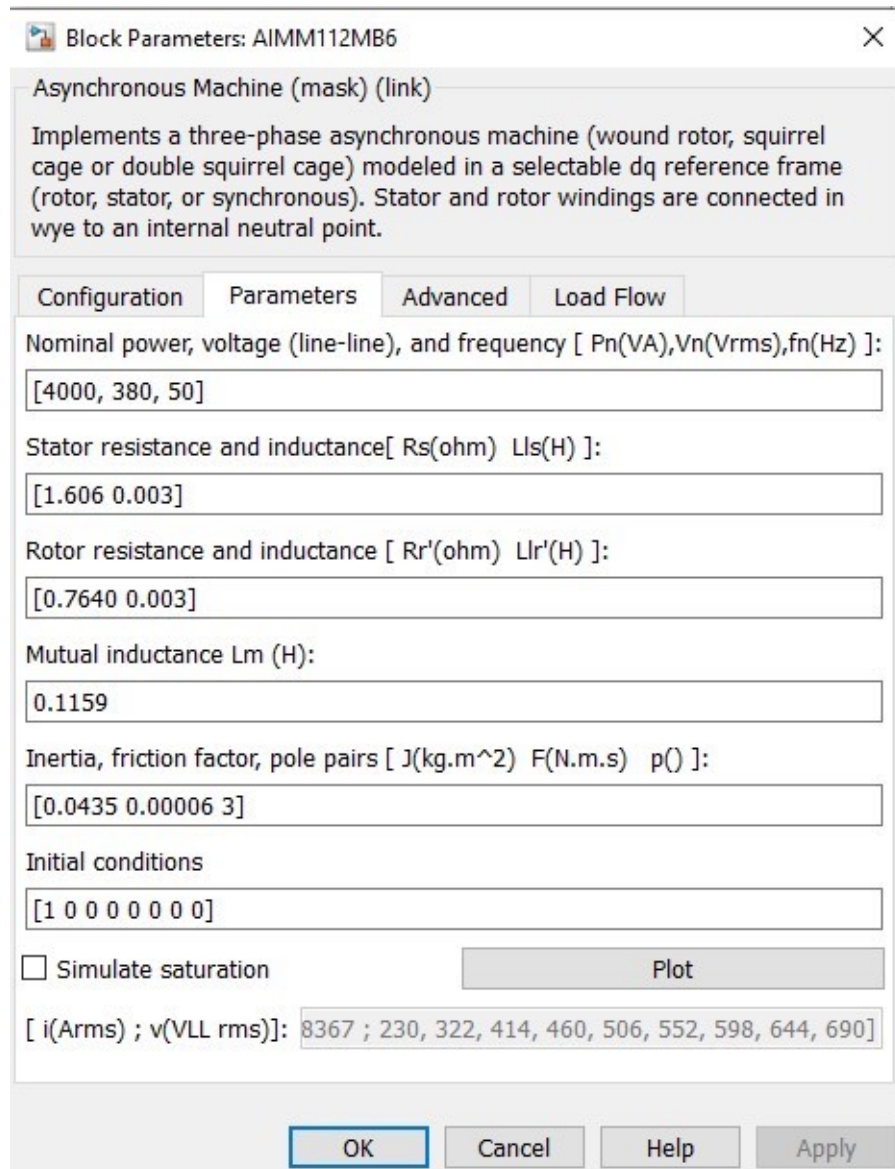 Block Parameters: AIMM112MB6
Asynchronous Machine (mask) (link)
Implements a three-phase asynchronous machine (wound rotor, squirrel
cage or double squirrel cage) modeled in a selectable dq reference frame
(rotor, stator, or synchronous). Stator and rotor windings are connected in
wye to an internal neutral point.
Configuration Parameters Advanced Load Flow
Nominal power, voltage (line-line), and frequency [ Pn(VA),Vn(Vrms),fn(Hz) ]:
[4000, 380, 50]
Stator resistance and inductance[ Rs(ohm) Lls(H) ]:
[1.606 0.003]
Rotor resistance and inductance [ Rr'(ohm) Llr'(H) ]:
[0.7640 0.003]
Mutual inductance Lm (H):
0.1159
Inertia, friction factor, pole pairs [ J(kg.m^2) F(N.m.s) p() ]:
[0.0435 0.00006 3]
Initial conditions
[1 0 0 0 0 0 0 0]
Simulate saturation Plot
[ i(Arms) ; v(VLL rms)]: 8367 ; 230, 322, 414, 460, 506, 552, 598, 644, 690]
OK Cancel Help Apply